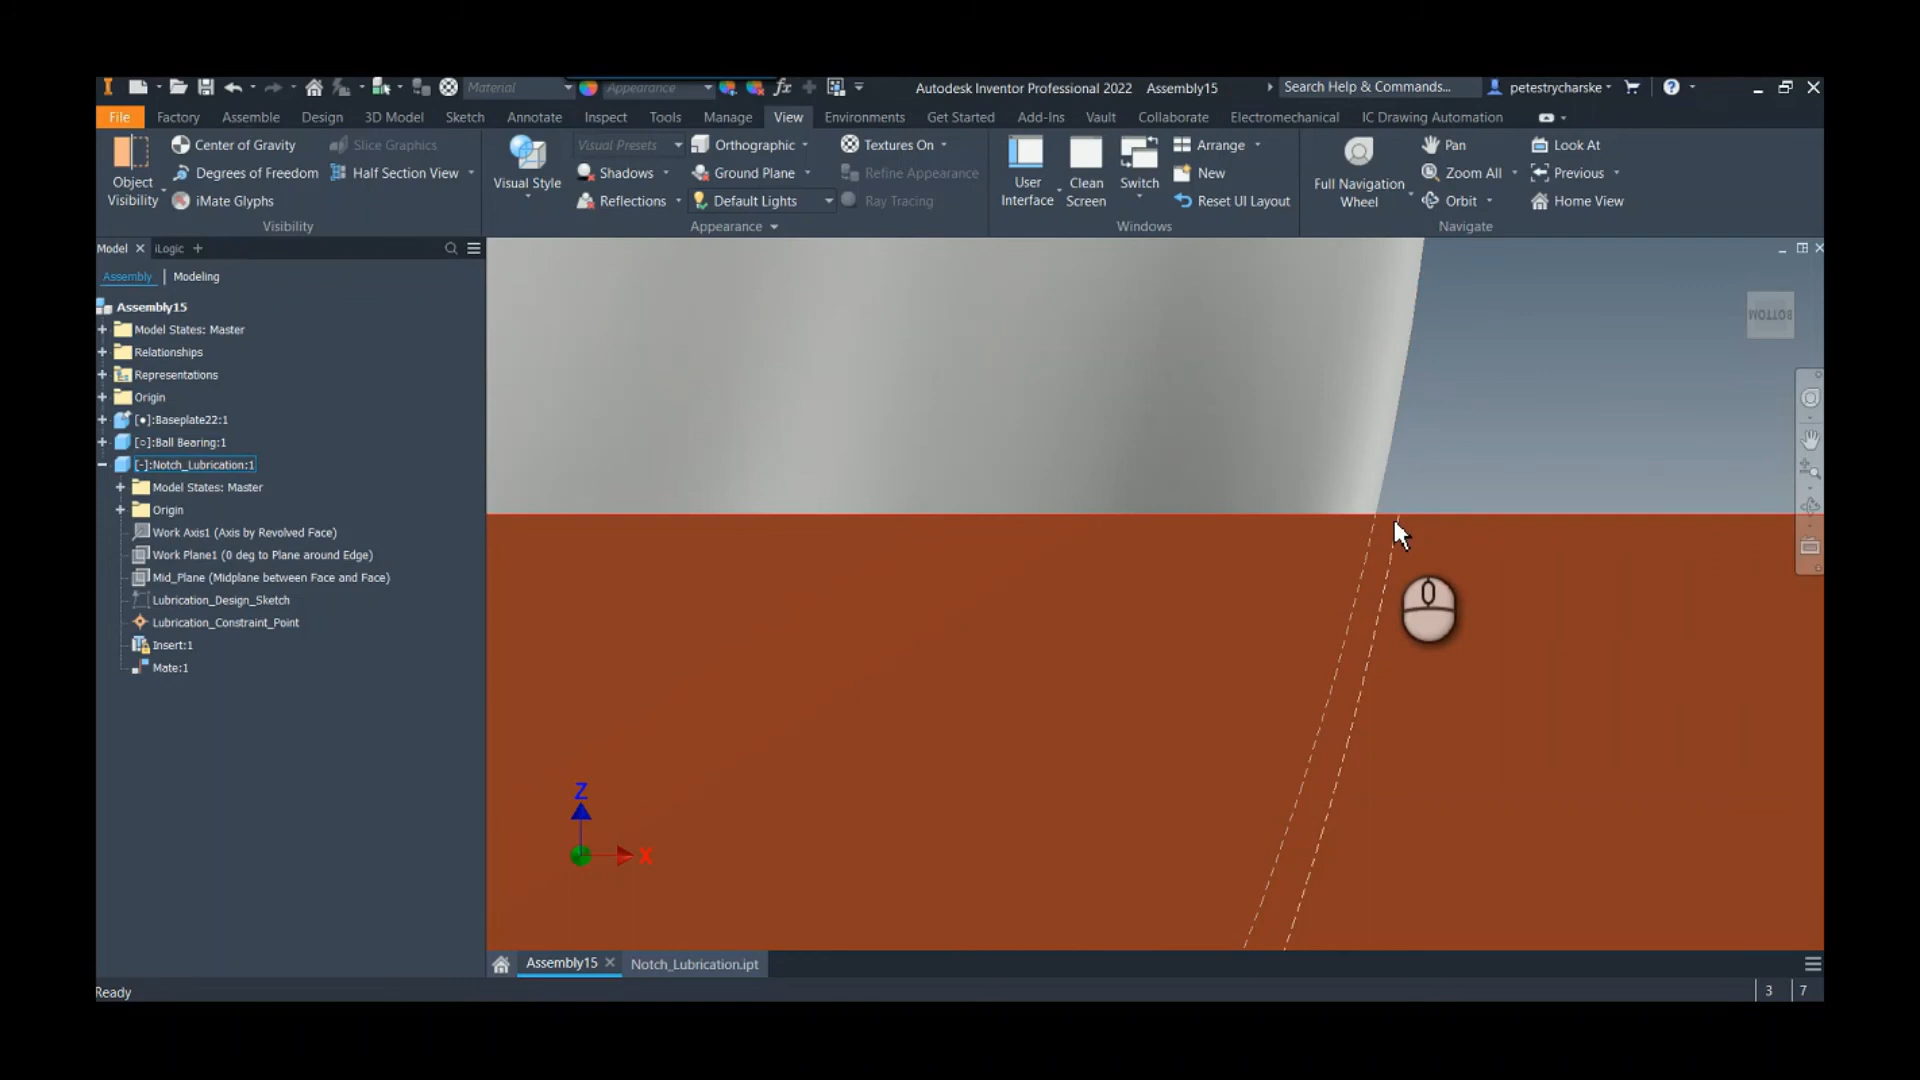 Material
Appearance
fx
Autodesk Inventor Professional 2022 Assembly15
Search Help & Commands...
petestrycharske
File Factory Assemble Design 3D Model Sketch Annotate Inspect Tools Manage View Environments Get Started Add-Ins Vault Collaborate Electromechanical IC Drawing Automation
Object Visibility
Center of Gravity
Degrees of Freedom
iMate Glyphs
Slice Graphics
Half Section View
Visibility
Visual Style
Visual Presets
Shadows
Reflections
Orthographic
Ground Plane
Default Lights
Textures On
Refine Appearance
Ray Tracing
Appearance
User Interface
Clean Screen
Switch
Arrange
New
Reset UI Layout
Windows
Full Navigation Wheel
Pan
Zoom All
Orbit
Look At
Previous
Home View
Navigate
Model iLogic +
Assembly | Modeling
Assembly15
Model States: Master
Relationships
Representations
Origin
[●]:Baseplate22:1
[○]:Ball Bearing:1
[-]:Notch_Lubrication:1
Model States: Master
Origin
Work Axis1 (Axis by Revolved Face)
Work Plane1 (0 deg to Plane around Edge)
Mid_Plane (Midplane between Face and Face)
Lubrication_Design_Sketch
Lubrication_Constraint_Point
Insert:1
Mate:1
BOTTOM
Z
X
Assembly15 Notch_Lubrication.ipt
Ready
3 7